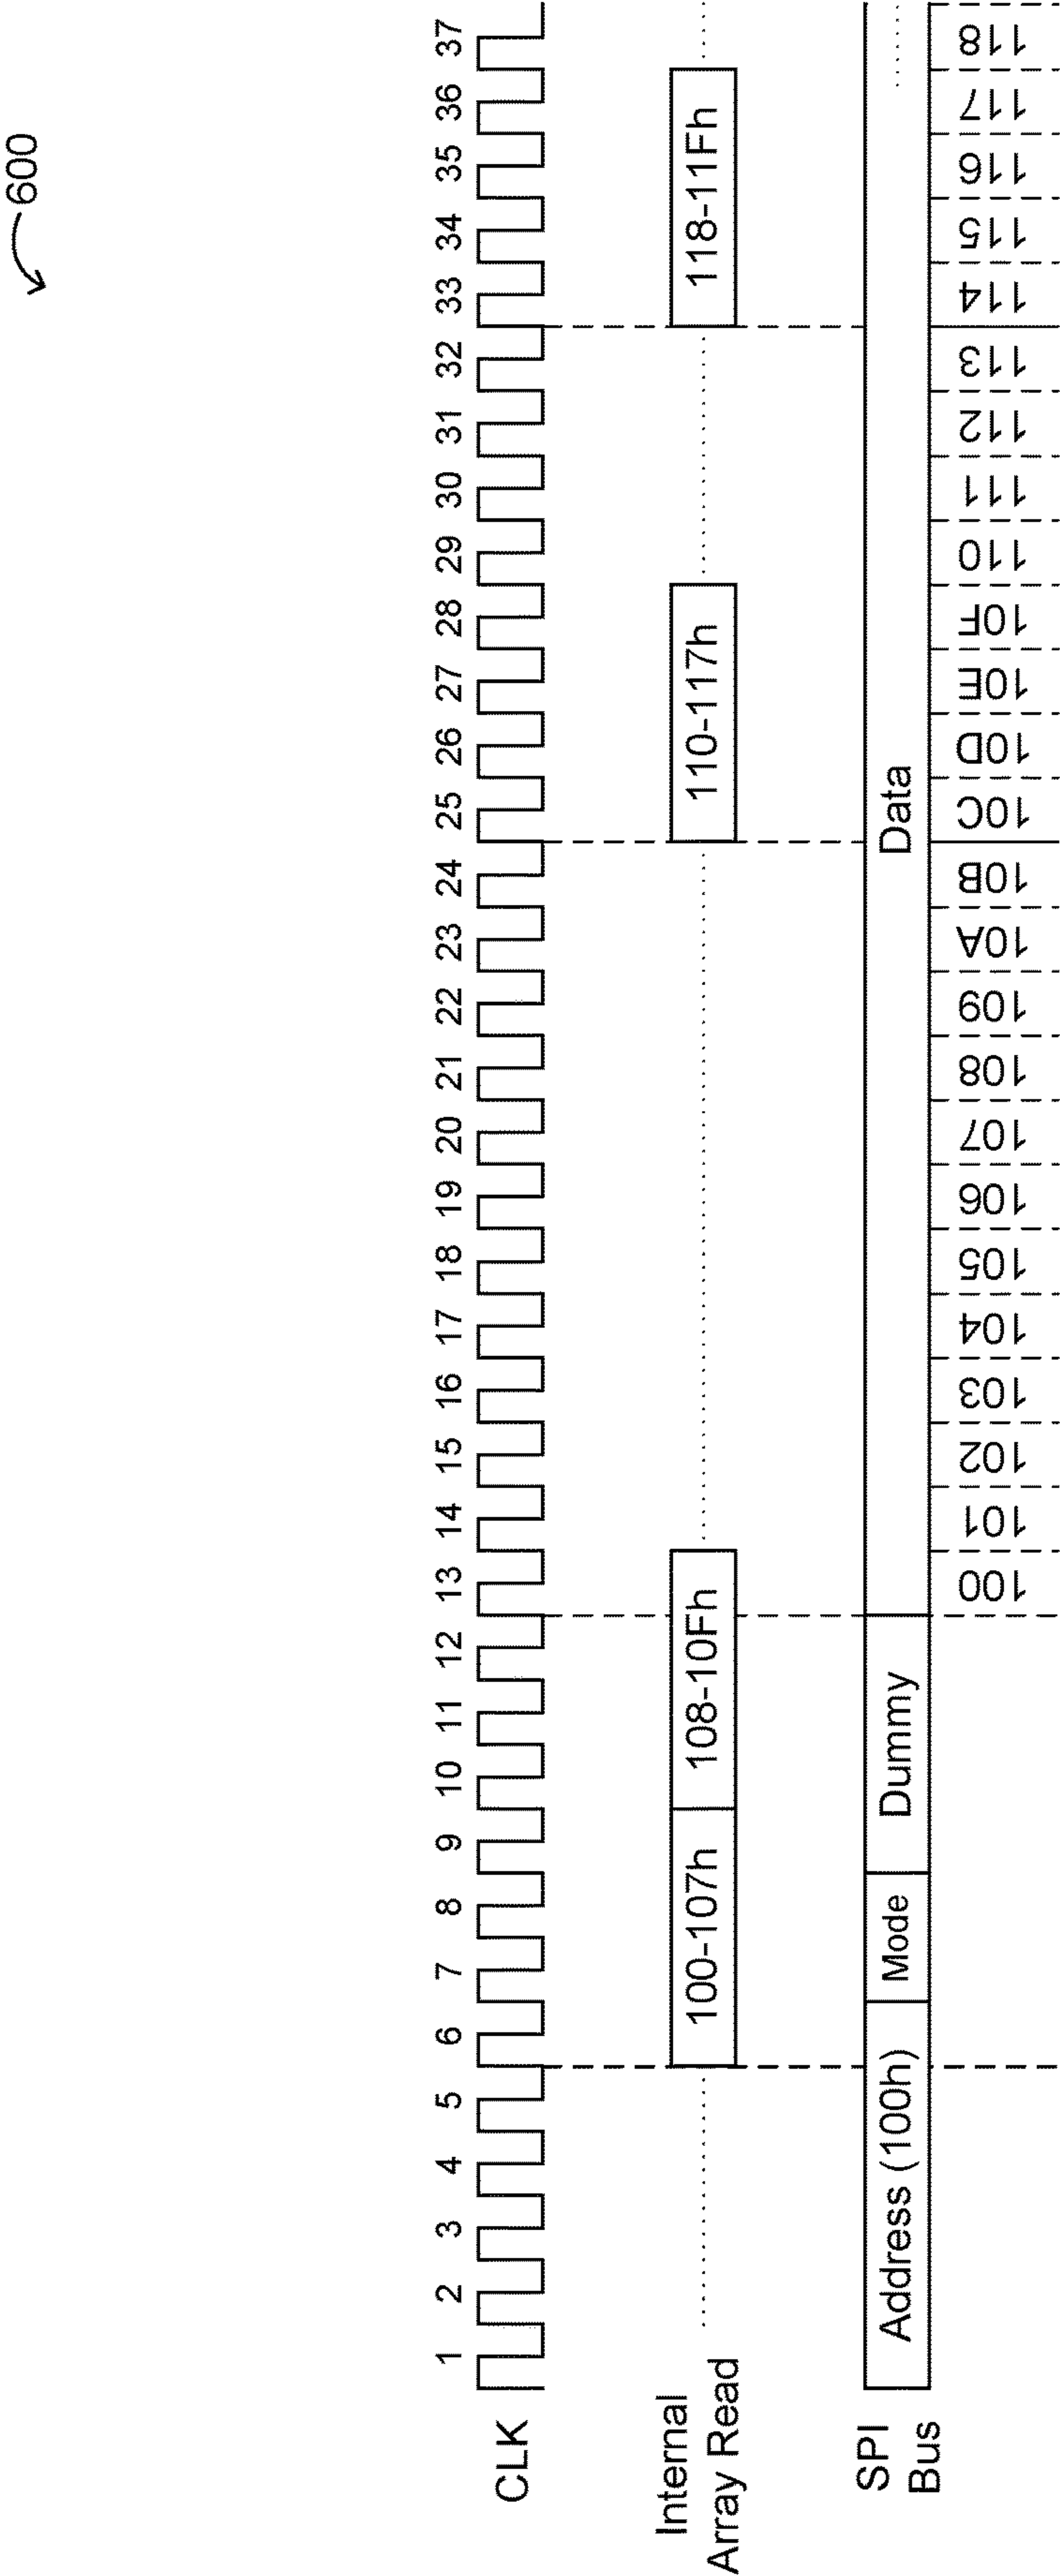 600
1 2 3 4 5 6 7 8 9 10 11 12 13 14 15 16 17 18 19 20 21 22 23 24 25 26 27 28 29 30 31 32 33 34 35 36 37
CLK
Internal
Array Read
100-107h 108-10Fh 110-117h 118-11Fh
SPI
Bus
Address (100h) Mode Dummy Data
100 101 102 103 104 105 106 107 108 109 10A 10B 10C 10D 10E 10F 110 111 112 113 114 115 116 117 118